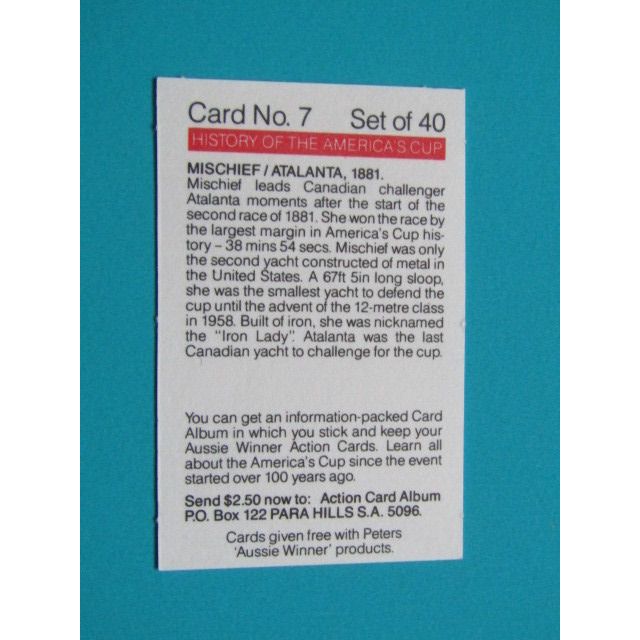 Card No. 7 Set of 40
HISTORY OF THE AMERICA'S CUP
MISCHIEF / ATALANTA, 1881.
Mischief leads Canadian challenger
Atalanta moments after the start of the
second race of 1881. She won the race by
the largest margin in America's Cup his-
tory – 38 mins 54 secs. Mischief was only
the second yacht constructed of metal in
the United States. A 67ft 5in long sloop,
she was the smallest yacht to defend the
cup until the advent of the 12-metre class
in 1958. Built of iron, she was nicknamed
the "Iron Lady". Atalanta was the last
Canadian yacht to challenge for the cup.
You can get an information-packed Card
Album in which you stick and keep your
Aussie Winner Action Cards. Learn all
about the America's Cup since the event
started over 100 years ago.
Send $2.50 now to: Action Card Album
P.O. Box 122 PARA HILLS S.A. 5096.
Cards given free with Peters
'Aussie Winner' products.